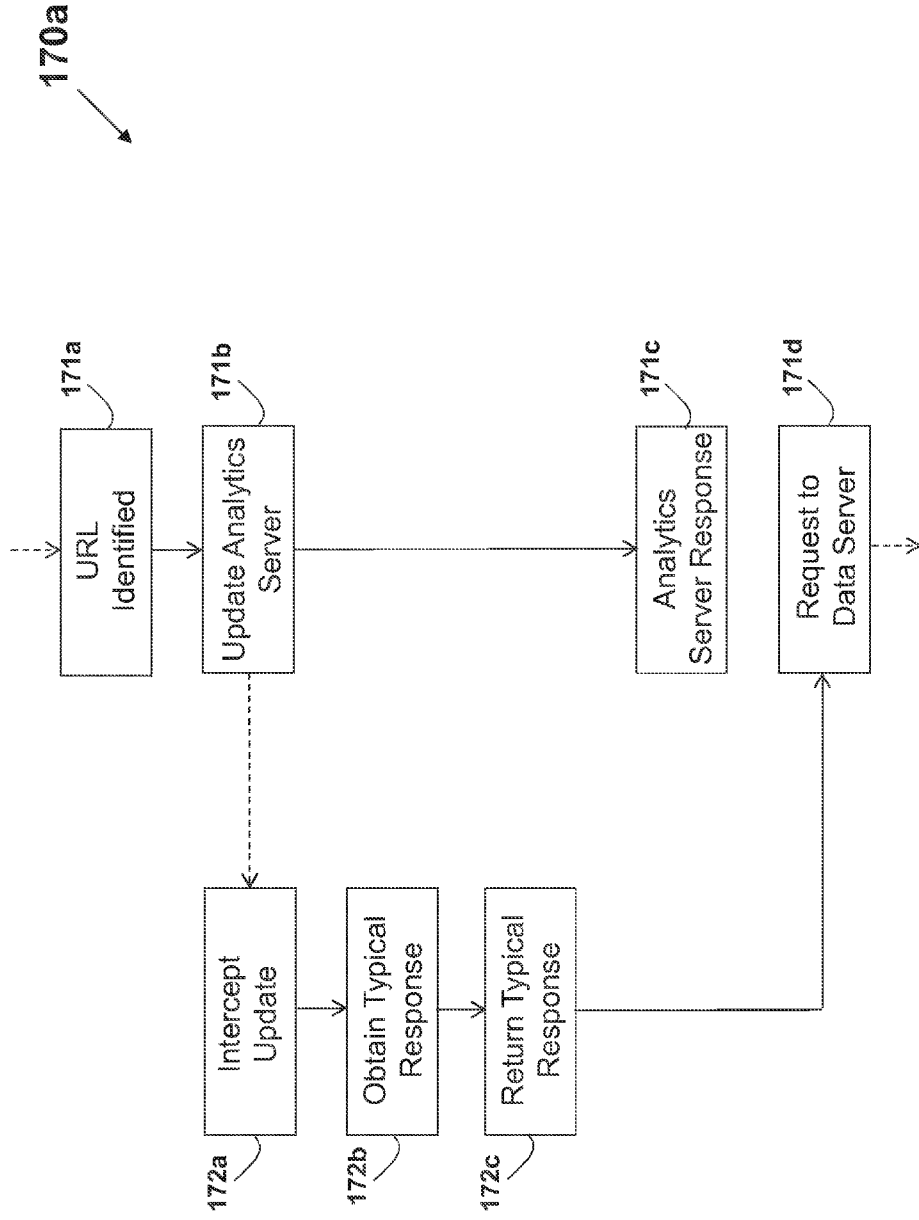 170a
171a
URL
Identified
171b
Update Analytics
Server
171c
Analytics
Server Response
171d
Request to
Data Server
172a
Intercept
Update
172b
Obtain Typical
Response
172c
Return Typical
Response